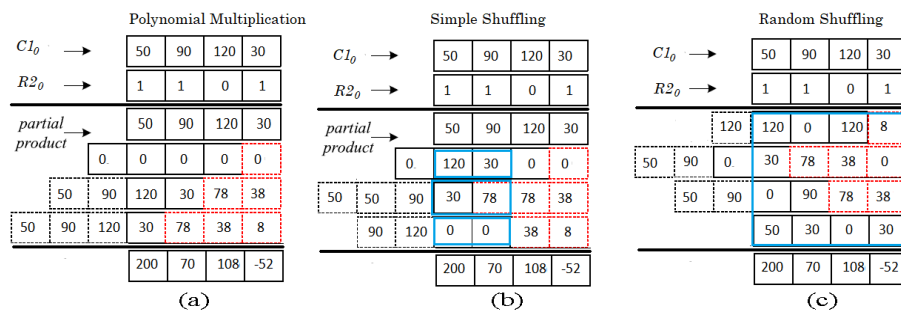 Polynomial Multiplication
C1₀ 50 90 120 30
R2₀ 1 1 0 1
partial product 50 90 120 30
0. 0 0 0 0
50 90 120 30 78 38
50 90 120 30 78 38 8
200 70 108 -52
(a)
Simple Shuffling
C1₀ 50 90 120 30
R2₀ 1 1 0 1
partial product 50 90 120 30
0. 120 30 0 0
50 50 90 30 78 78 38
90 120 0 0 38 8
200 70 108 -52
(b)
Random Shuffling
C1₀ 50 90 120 30
R2₀ 1 1 0 1
120 120 0 120 8
50 90 0 30 78 38 0
50 90 0 90 78 38
50 30 0 30
200 70 108 -52
(c)